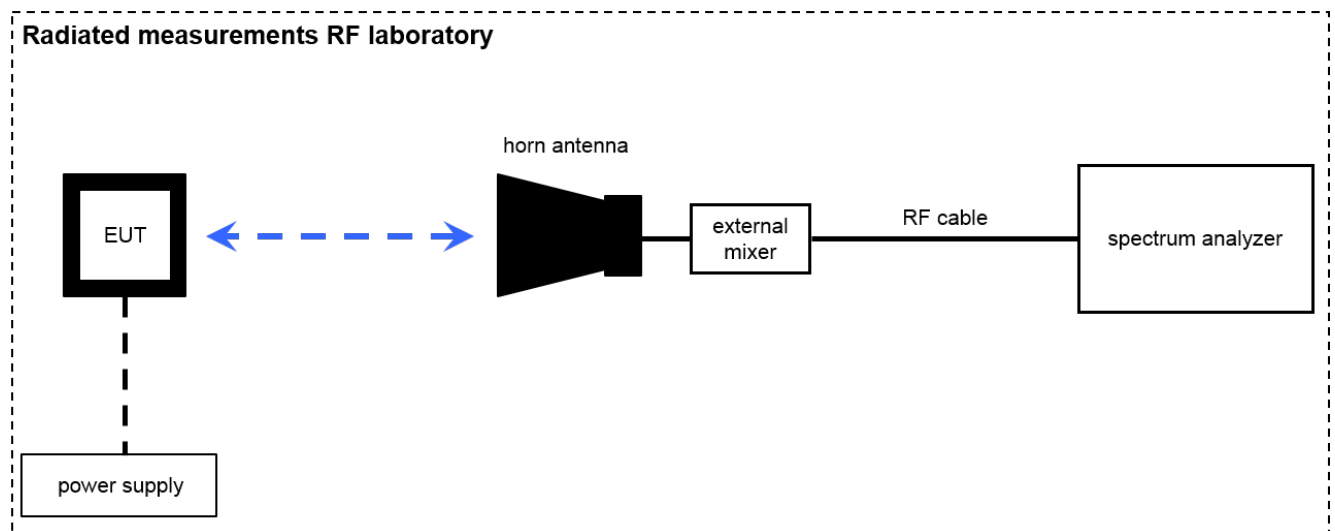 Radiated measurements RF laboratory
horn antenna
EUT
external
mixer
RF cable
spectrum analyzer
power supply